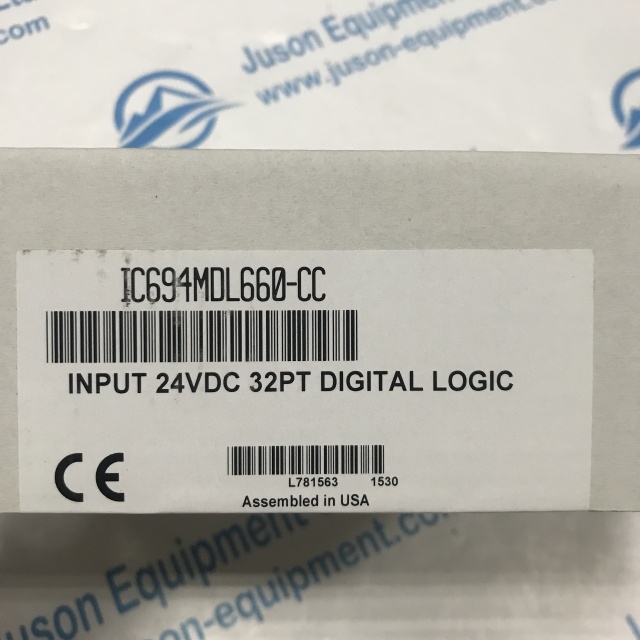 Juson Equipment
www.juson-equipment.com
IC694MDL660-CC
INPUT 24VDC 32PT DIGITAL LOGIC
CE
L781563 1530
Assembled in USA
Juson Equipment
www.juson-equipment.com